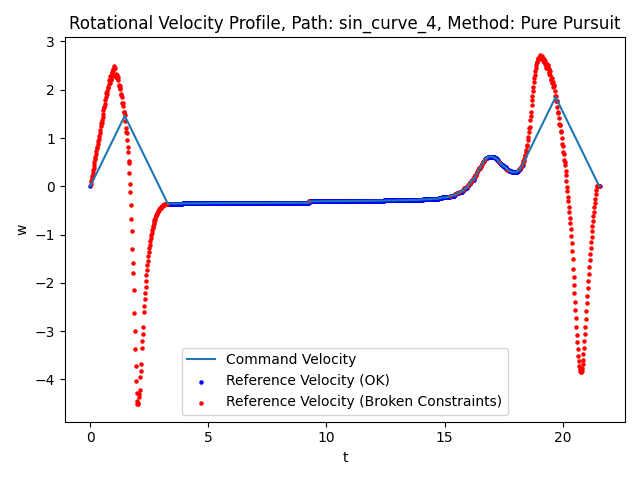 Rotational Velocity Profile, Path: sin_curve_4, Method: Pure Pursuit
3
2
1
0
−1
−2
−3
−4
w
Command Velocity
Reference Velocity (OK)
Reference Velocity (Broken Constraints)
0 5 10 15 20
t